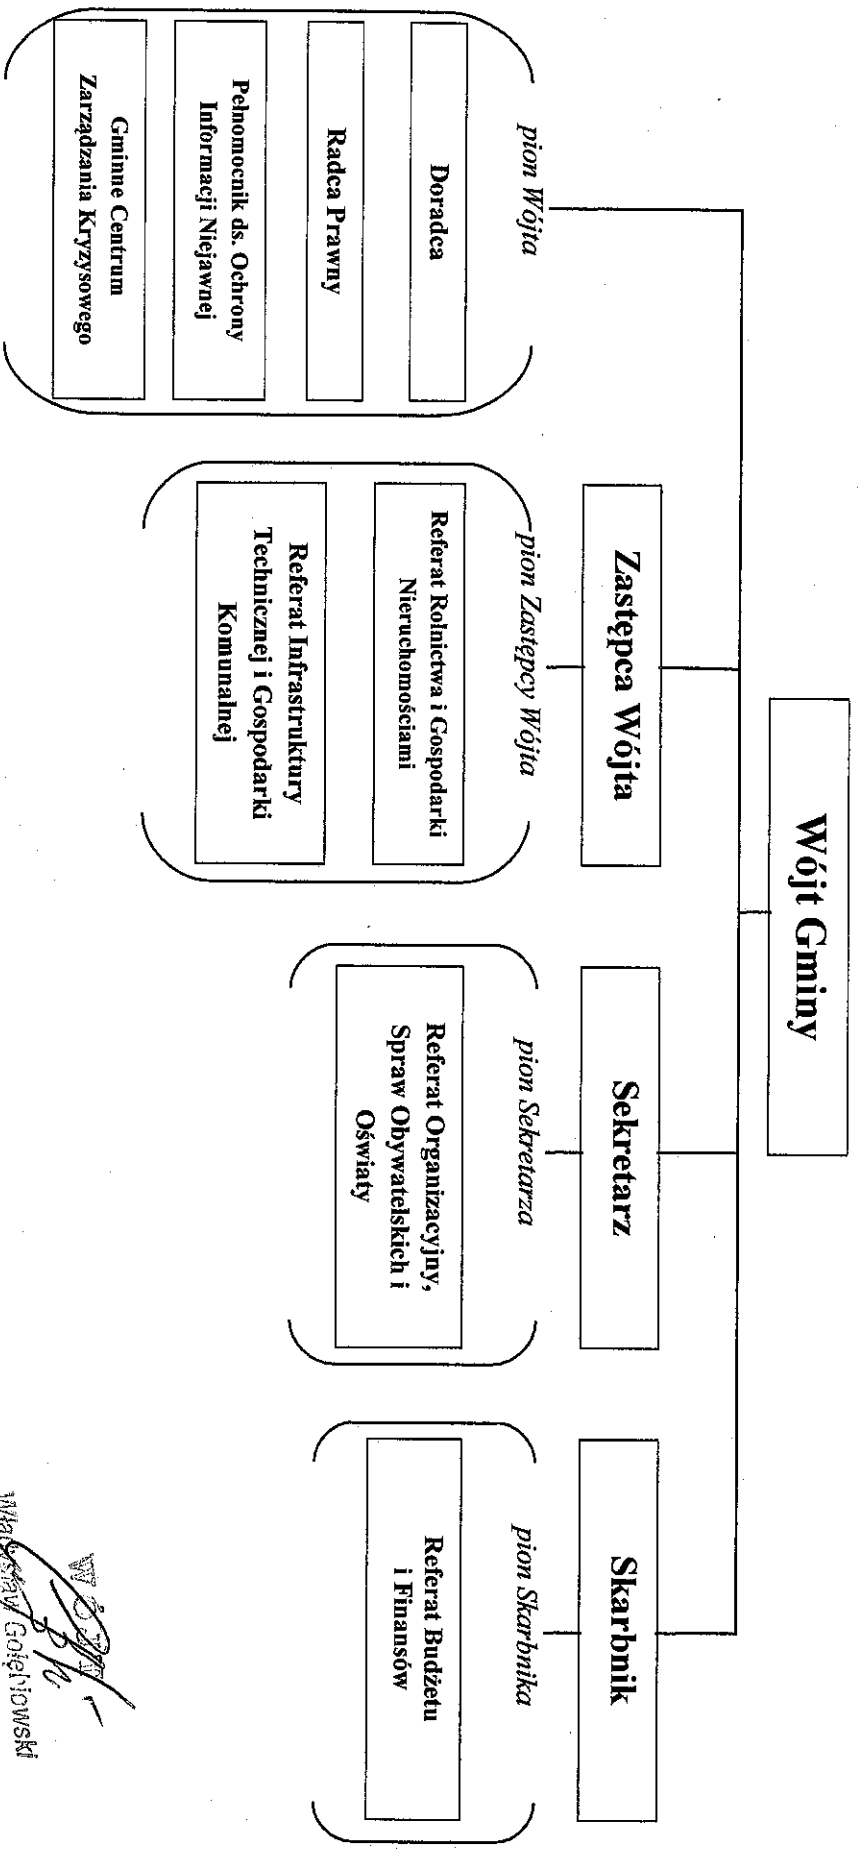 Wójt Gminy
Zastępca Wójta
Sekretarz
Skarbnik
pion Wójta
pion Zastępcy Wójta
pion Sekretarza
pion Skarbnika
Doradca
Radca Prawny
Pełnomocnik ds. Ochrony
Informacji Niejawnej
Gminne Centrum
Zarządzania Kryzysowego
Referat Rolnictwa i Gospodarki
Nieruchomościami
Referat Infrastruktury
Technicznej i Gospodarki
Komunalnej
Referat Organizacyjny,
Spraw Obywatelskich i
Oświaty
Referat Budżetu
i Finansów
WÓJT
Władysław Gołębiowski